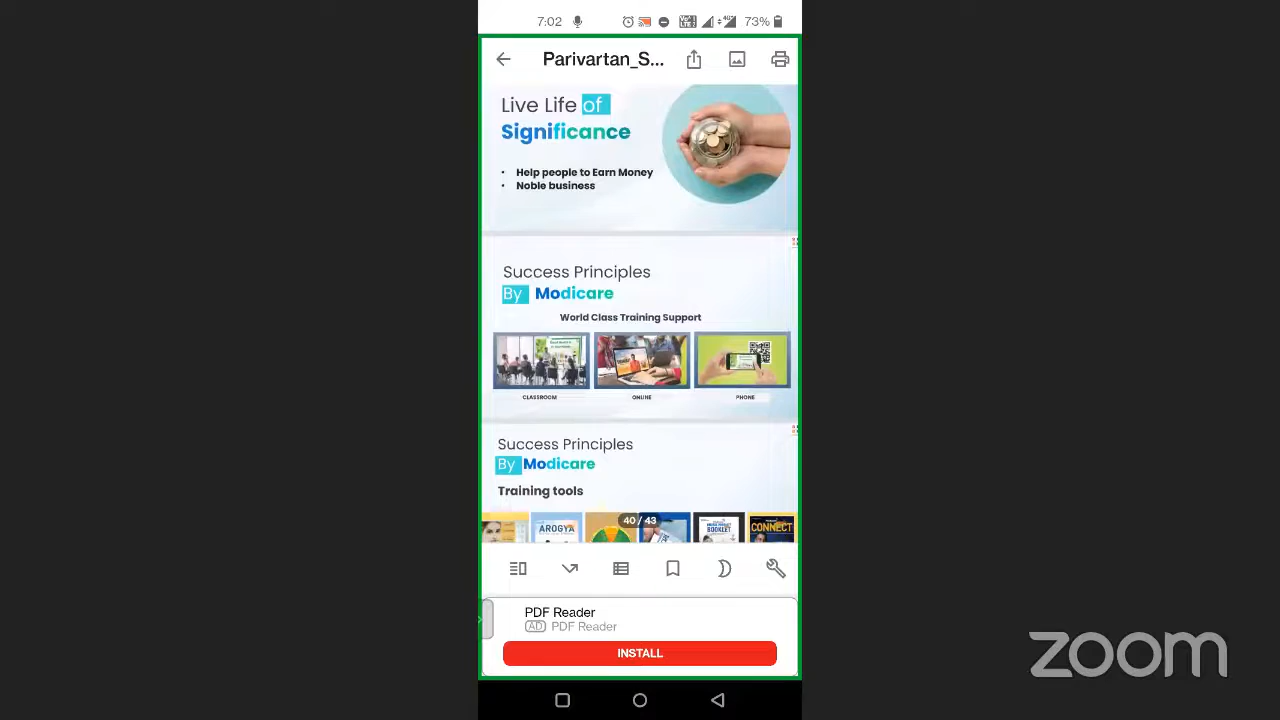 7:02
73%
Parivartan_S...
Live Life of
Significance
• Help people to Earn Money
• Noble business
Success Principles
By Modicare
World Class Training Support
CLASSROOM
ONLINE
PHONE
Success Principles
By Modicare
Training tools
AROGYA
BOOKLET
CONNECT
40 / 43
PDF Reader
AD PDF Reader
INSTALL
zoom